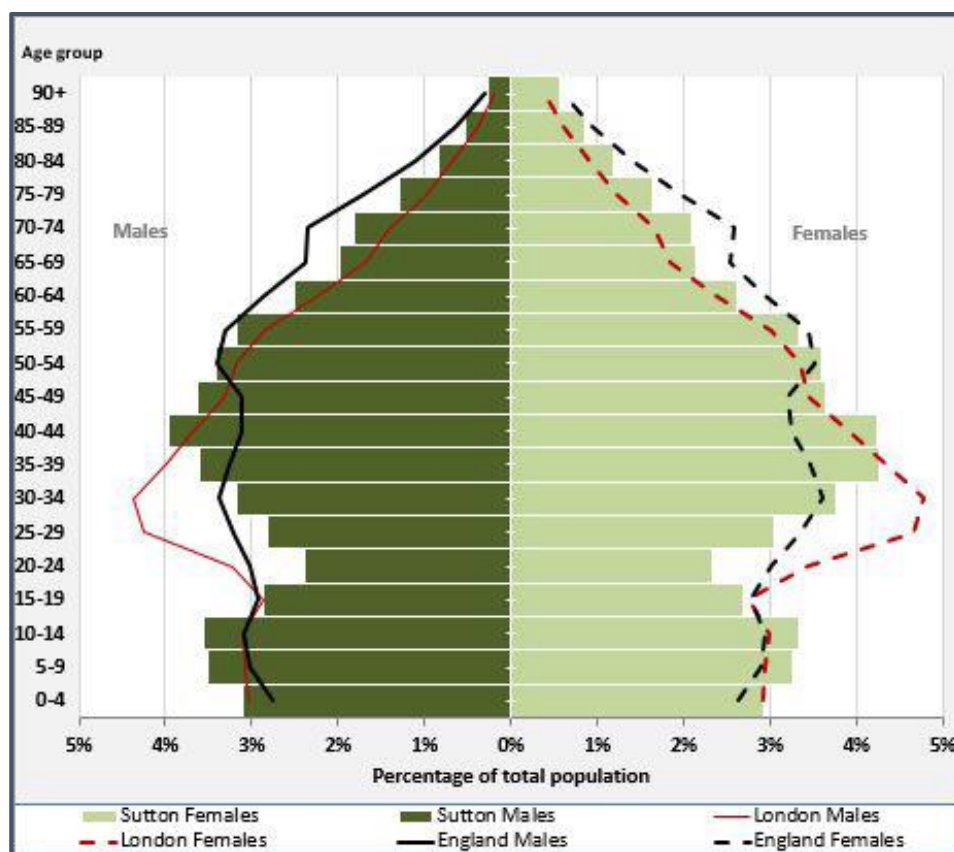 Age group
90+
85-89
80-84
75-79
70-74
65-69
60-64
55-59
50-54
45-49
40-44
35-39
30-34
25-29
20-24
15-19
10-14
5-9
0-4
Males
Females
5% 4% 3% 2% 1% 0% 1% 2% 3% 4% 5%
Percentage of total population
Sutton Females Sutton Males London Males
London Females England Males England Females